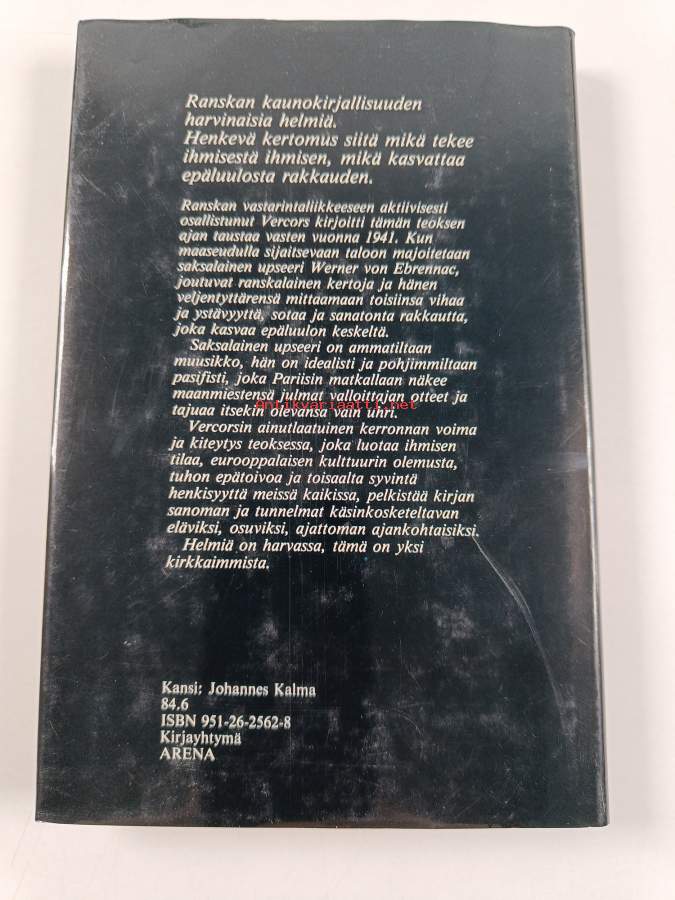 Ranskan kaunokirjallisuuden
harvinaisia helmiä.
Henkevä kertomus siitä mikä tekee
ihmisestä ihmisen, mikä kasvattaa
epäluulosta rakkauden.
Ranskan vastarintaliikkeeseen aktiivisesti
osallistunut Vercors kirjoitti tämän teoksen
ajan taustaa vasten vuonna 1941. Kun
maaseudulla sijaitsevaan taloon majoitetaan
saksalainen upseeri Werner von Ebrennac,
joutuvat ranskalainen kertoja ja hänen
veljentyttärensä mittaamaan toisiinsa vihaa
ja ystävyyttä, sotaa ja sanatonta rakkautta,
joka kasvaa epäluulon keskeltä.
Saksalainen upseeri on ammatiltaan
muusikko, hän on idealisti ja pohjimmiltaan
pasifisti, joka Pariisin matkallaan näkee
maanmiestensä julmat valloittajan otteet ja
antikvariaatti.net
tajuaa itsekin olevansa vain uhri.
Vercorsin ainutlaatuinen kerronnan voima
ja kiteytys teoksessa, joka luotaa ihmisen
tilaa, eurooppalaisen kulttuurin olemusta,
tuhon epätoivoa ja toisaalta syvintä
henkisyyttä meissä kaikissa, pelkistää kirjan
sanoman ja tunnelmat käsinkosketeltavan
eläviksi, osuviksi, ajattoman ajankohtaisiksi.
Helmiä on harvassa, tämä on yksi
kirkkaimmista.
Kansi: Johannes Kalma
84.6
ISBN 951-26-2562-8
Kirjayhtymä
ARENA